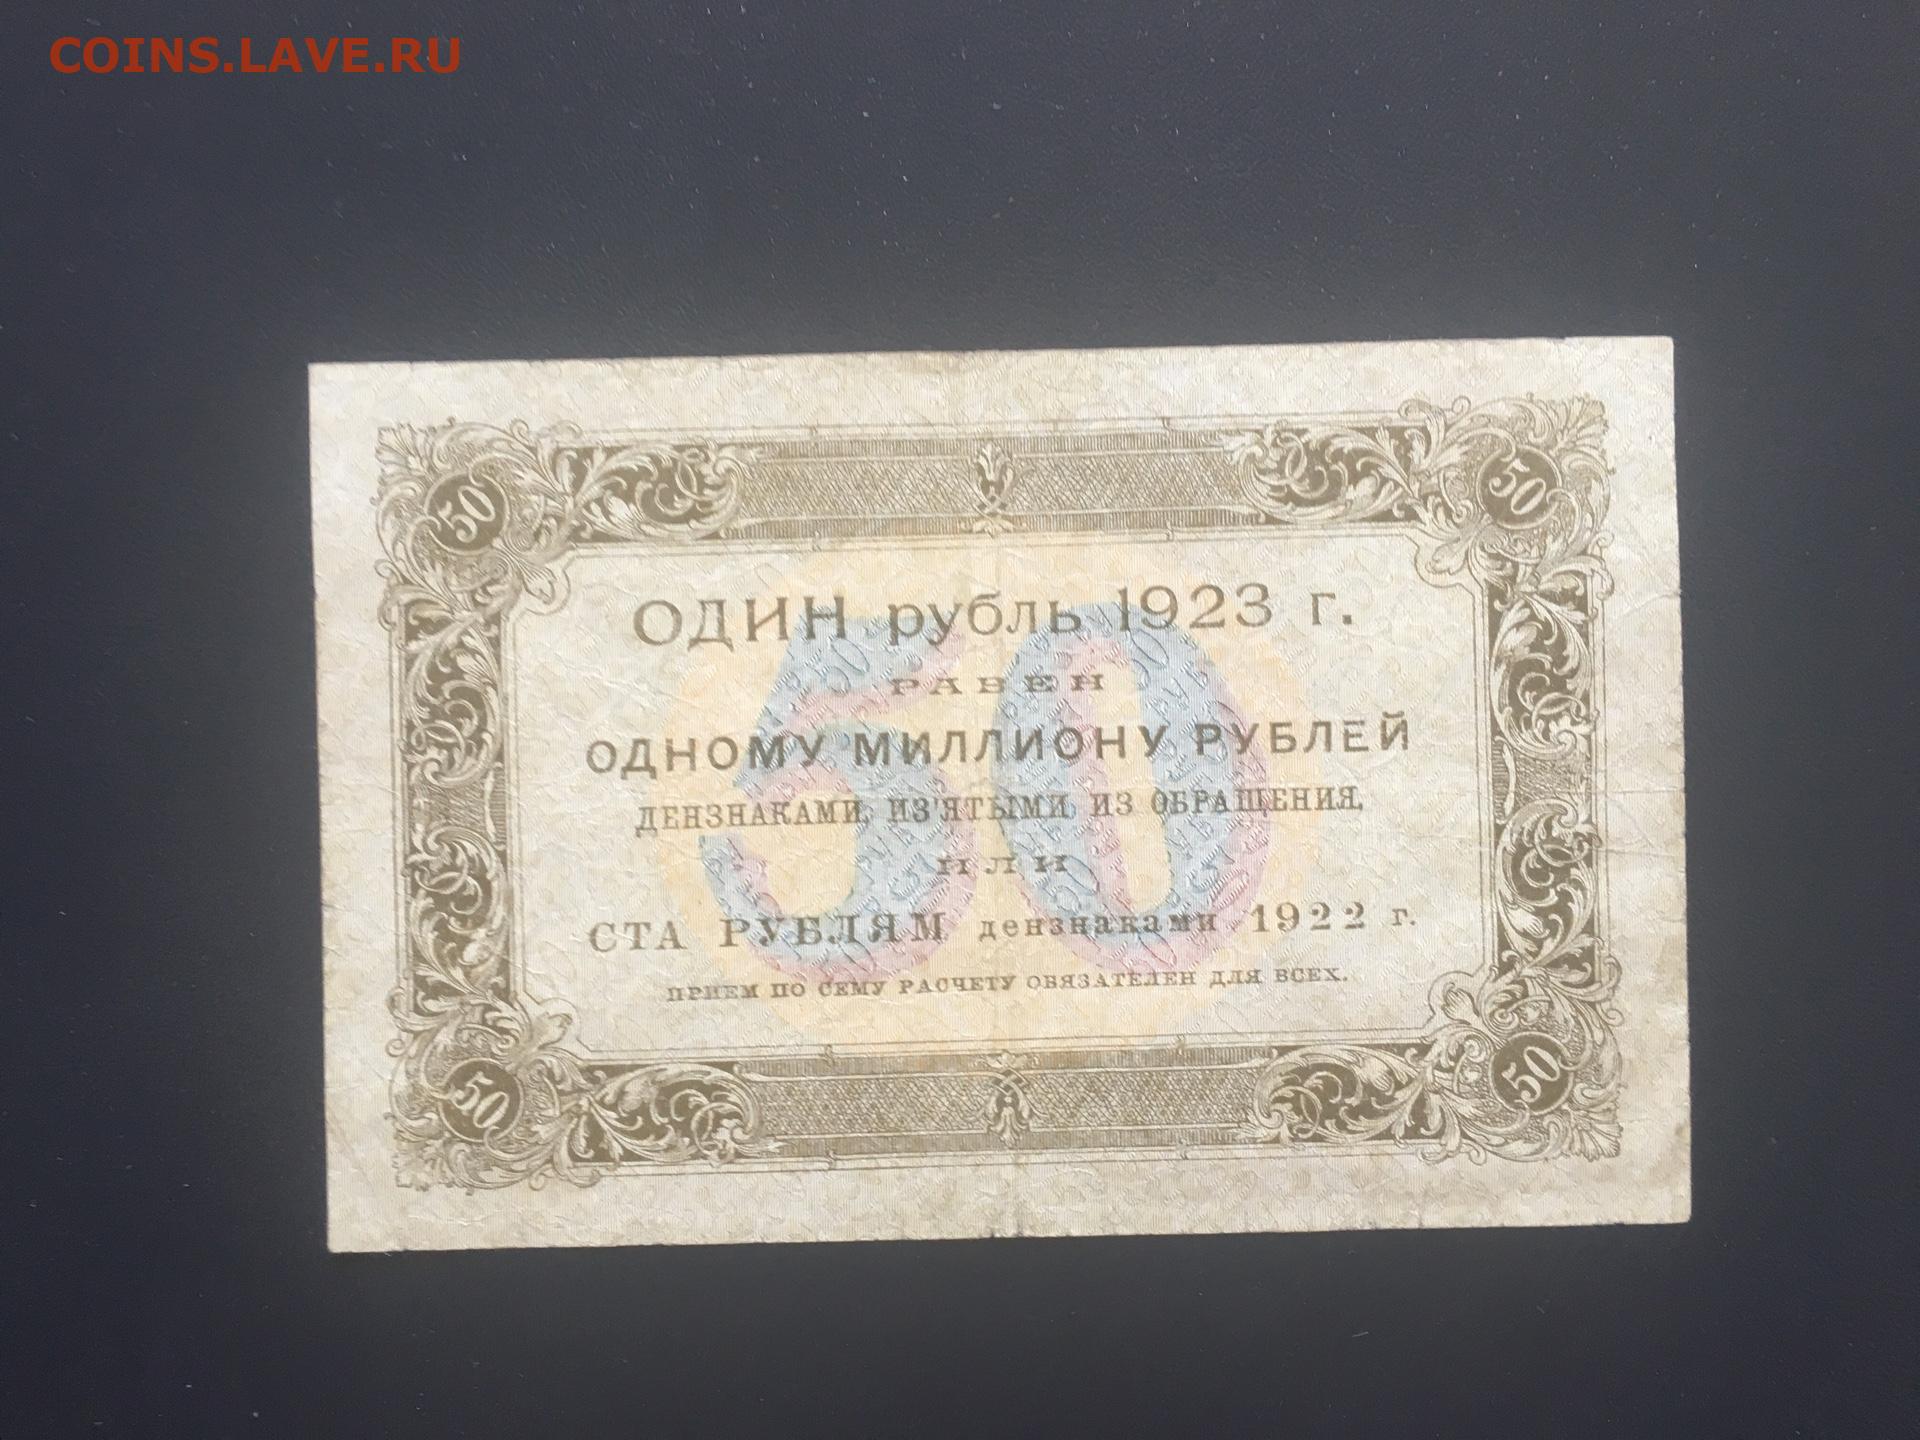 COINS.LAVE.RU
50 50
ОДИН рубль 1923 г.
РАВЕН
ОДНОМУ МИЛЛИОНУ РУБЛЕЙ
ДЕНЗНАКАМИ, ИЗ'ЯТЫМИ ИЗ ОБРАЩЕНИЯ,
ИЛИ
СТА РУБЛЯМ дензнаками 1922 г.
ПРИЕМ ПО СЕМУ РАСЧЕТУ ОБЯЗАТЕЛЕН ДЛЯ ВСЕХ.
50
50 50